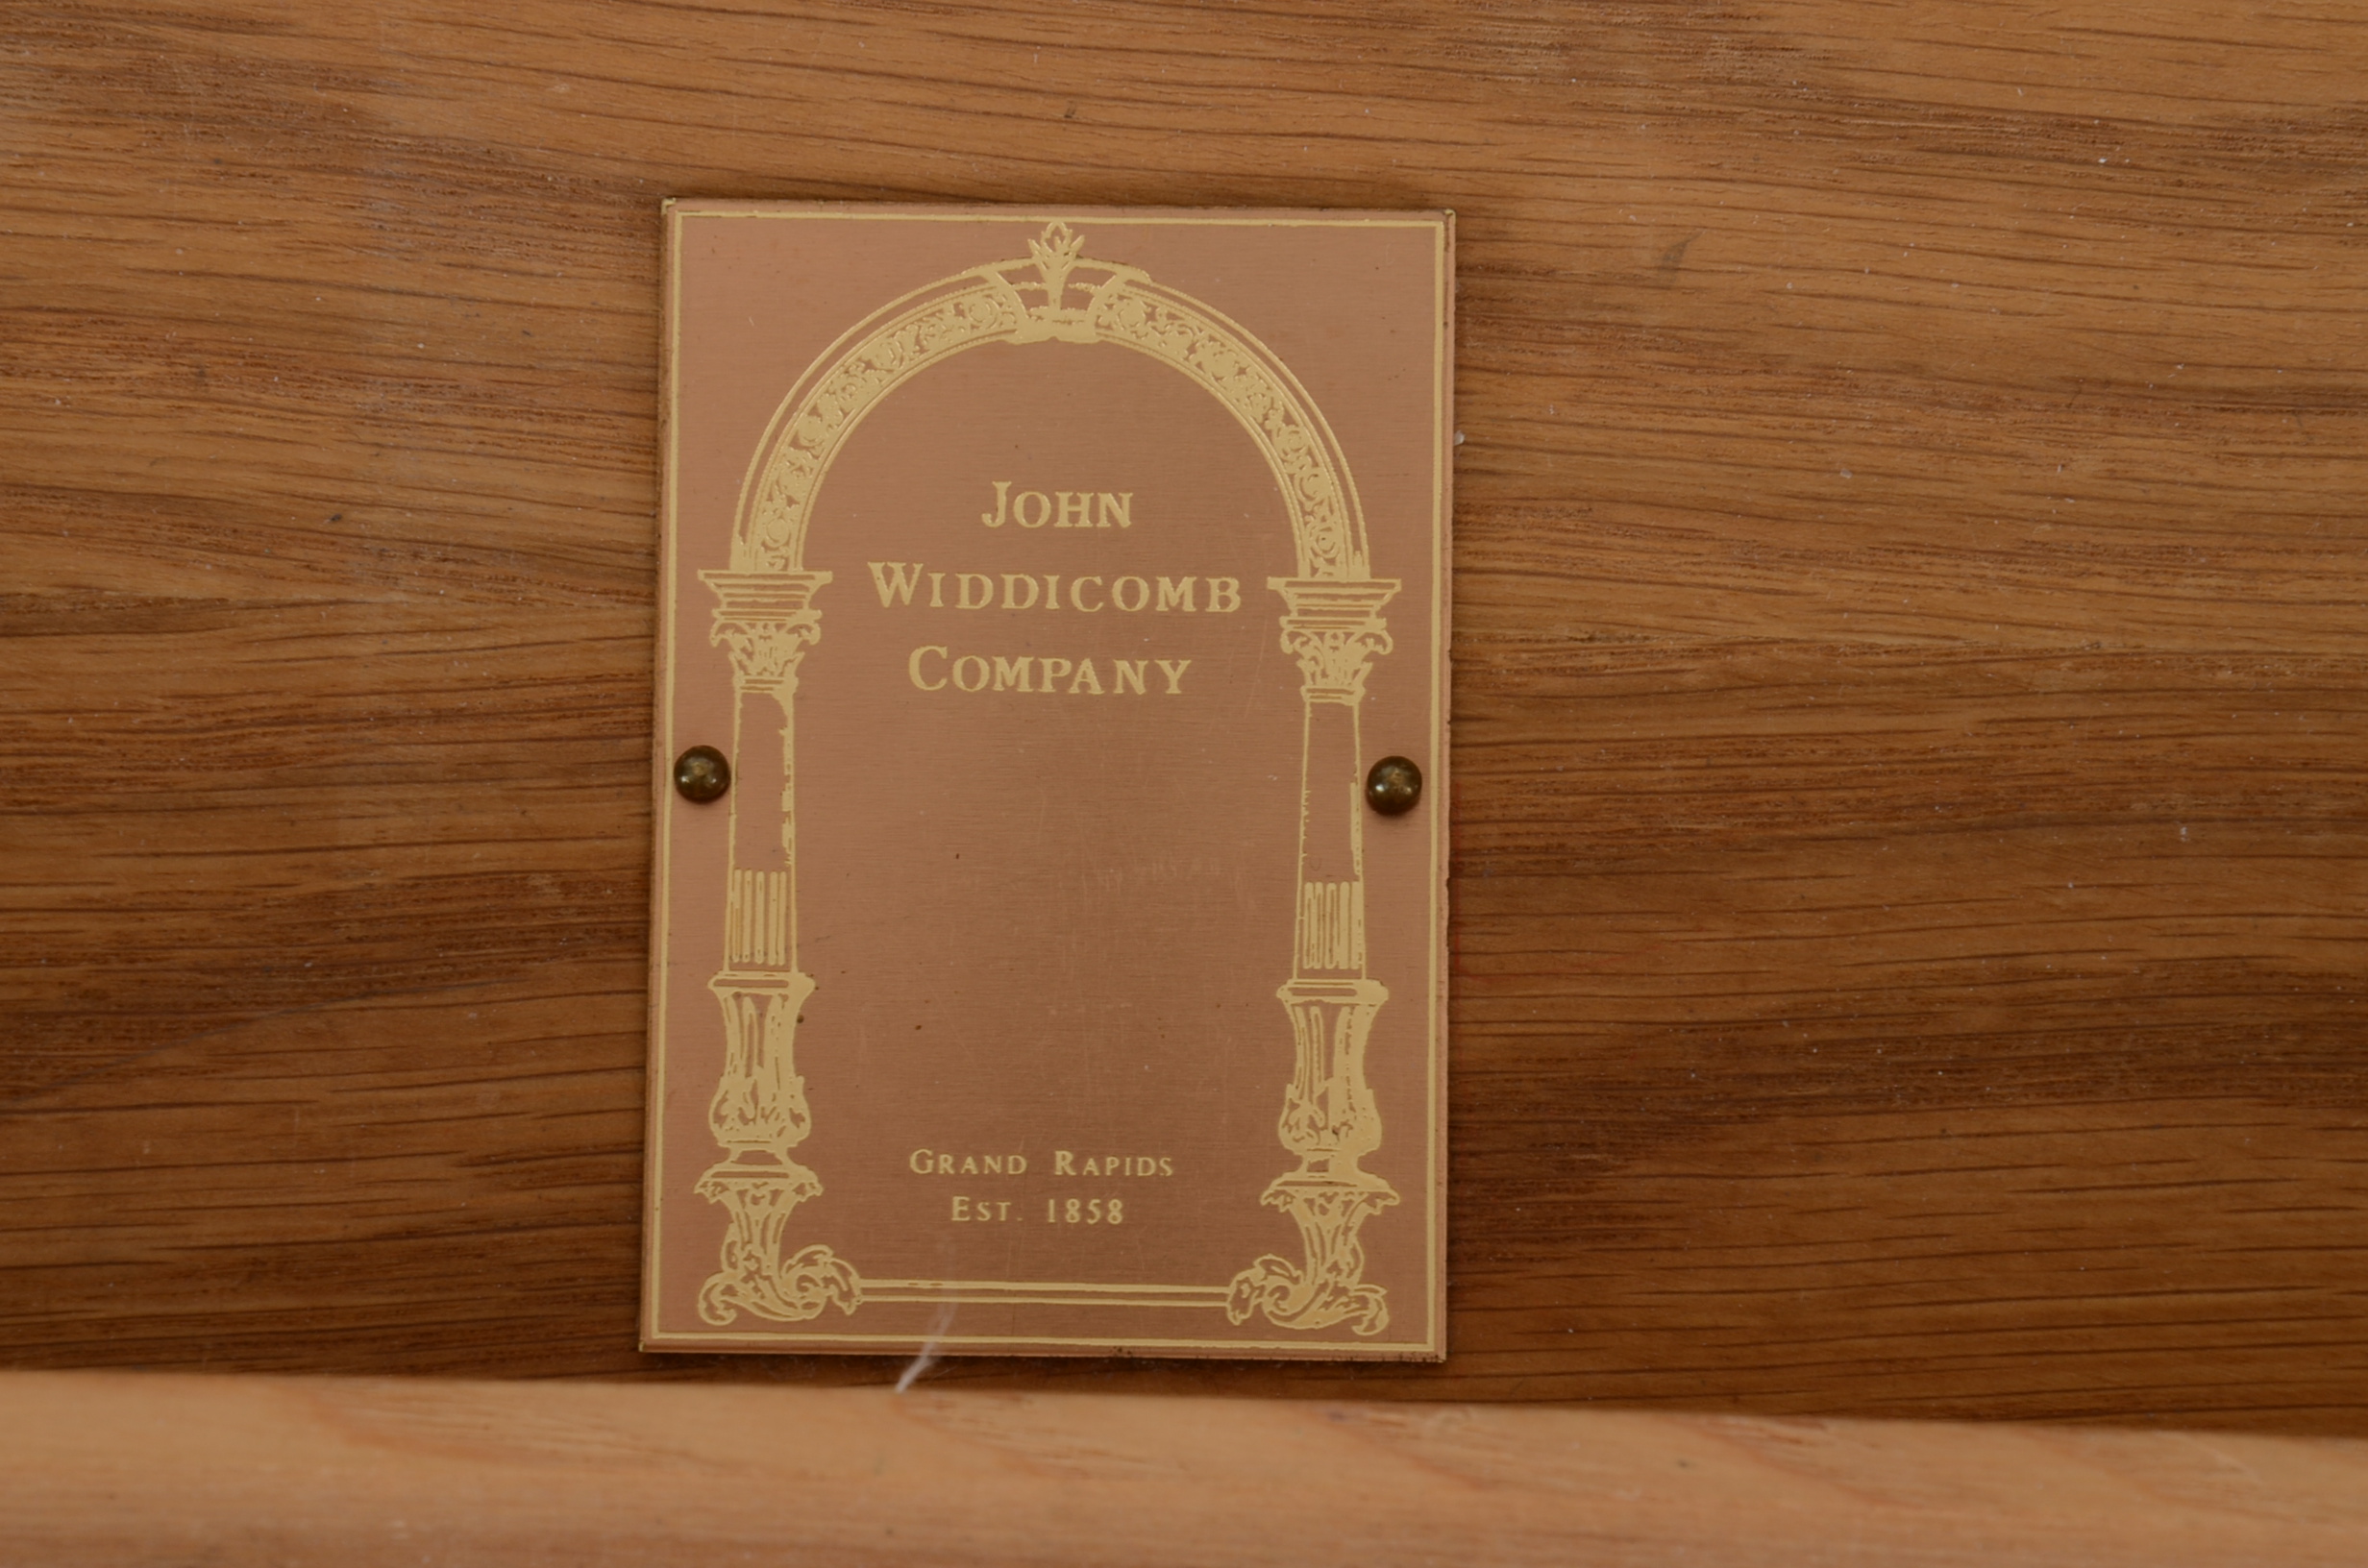 John
Widdicomb
Company
Grand Rapids
Est. 1858